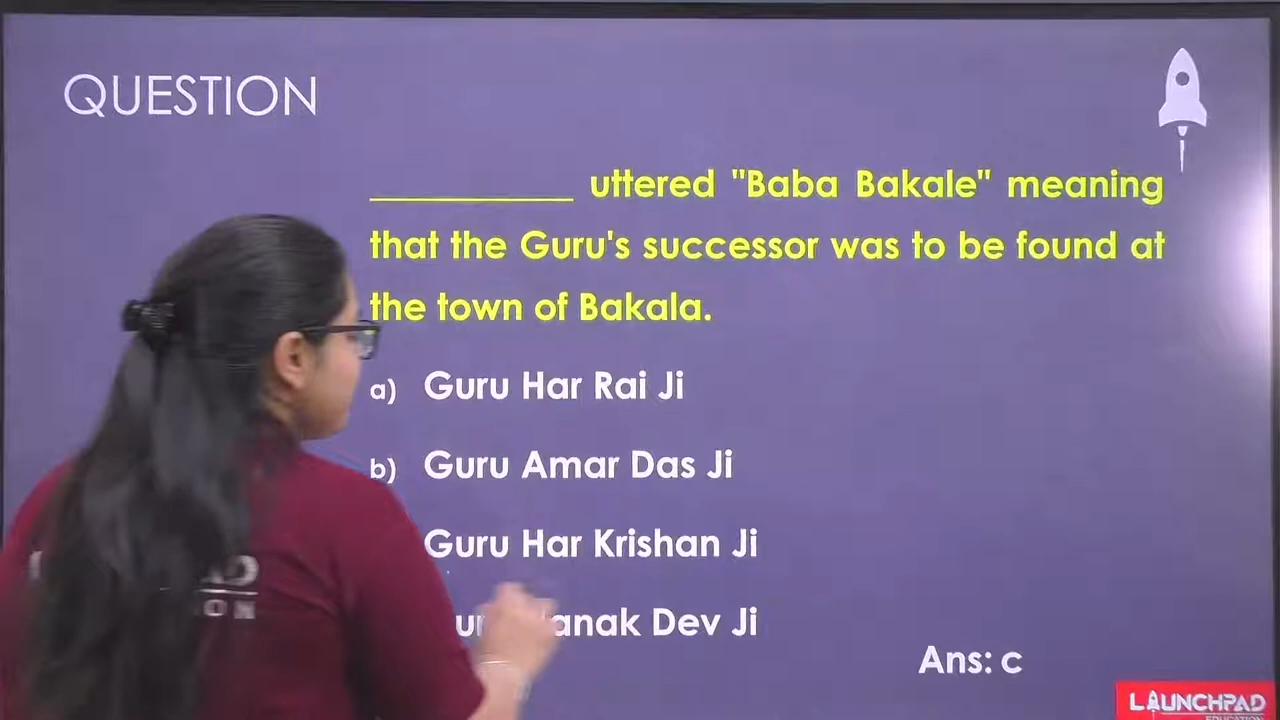 QUESTION
__________ uttered "Baba Bakale" meaning
that the Guru's successor was to be found at
the town of Bakala.
a) Guru Har Rai Ji
b) Guru Amar Das Ji
Guru Har Krishan Ji
Dev Ji
Ans: c
LAUNCHPAD
EDUCATION